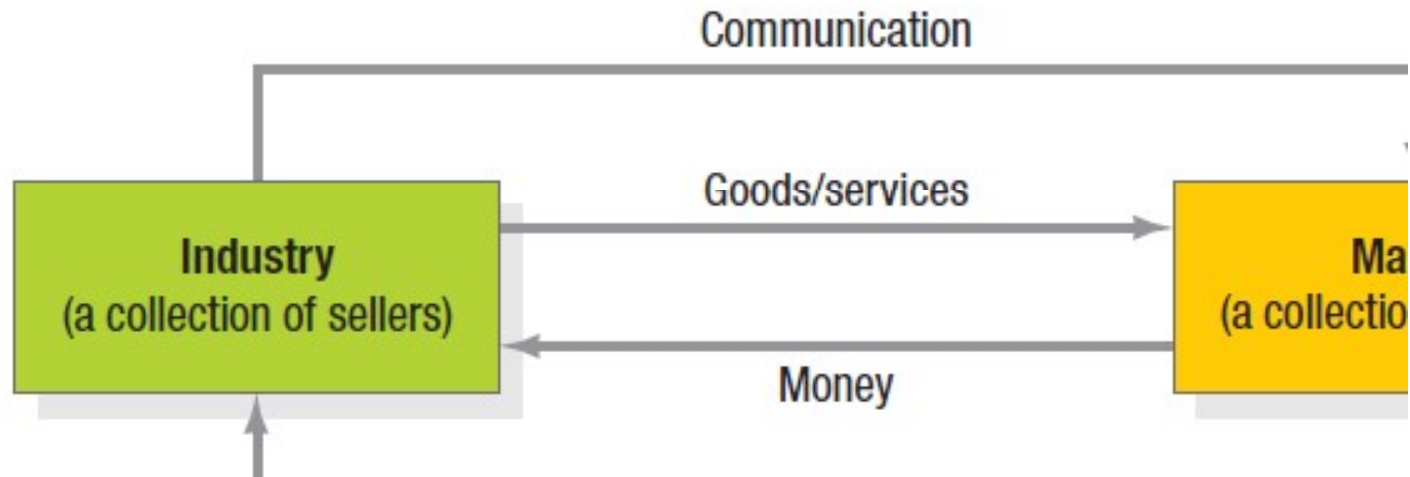 Communication
Goods/services
Industry
(a collection of sellers)
Money
(a